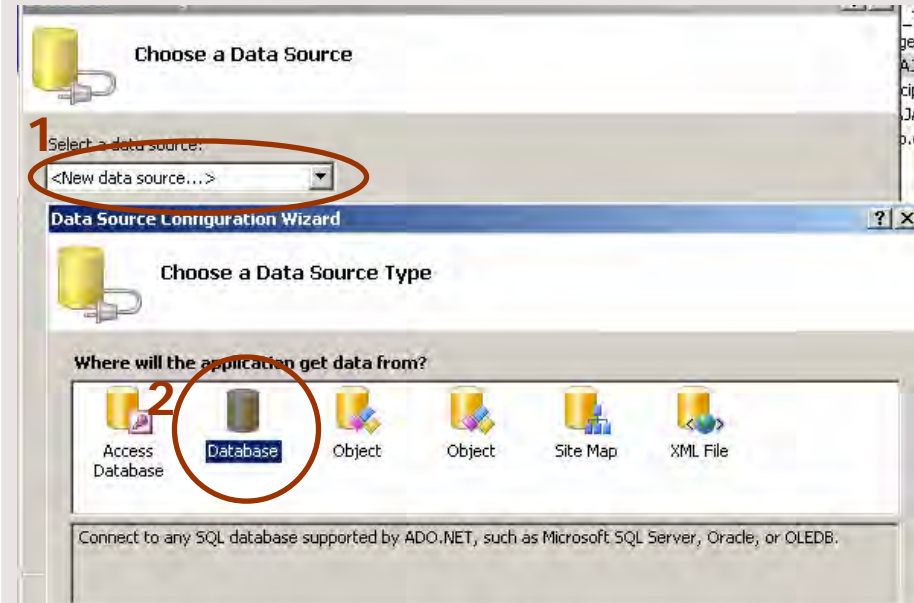 Choose a Data Source
1
Select a data source:
<New data source...>
Data Source Configuration Wizard
? X
Choose a Data Source Type
Where will the application get data from?
2
Access Database
Database
Object
Object
Site Map
XML File
Connect to any SQL database supported by ADO.NET, such as Microsoft SQL Server, Oracle, or OLEDB.